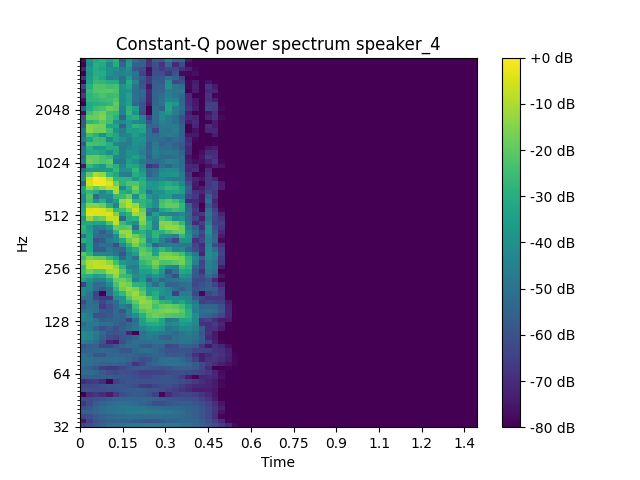 Constant-Q power spectrum speaker_4
+0 dB
-10 dB
-20 dB
-30 dB
-40 dB
-50 dB
-60 dB
-70 dB
-80 dB
Hz
2048
1024
512
256
128
64
32
0 0.15 0.3 0.45 0.6 0.75 0.9 1.1 1.2 1.4
Time